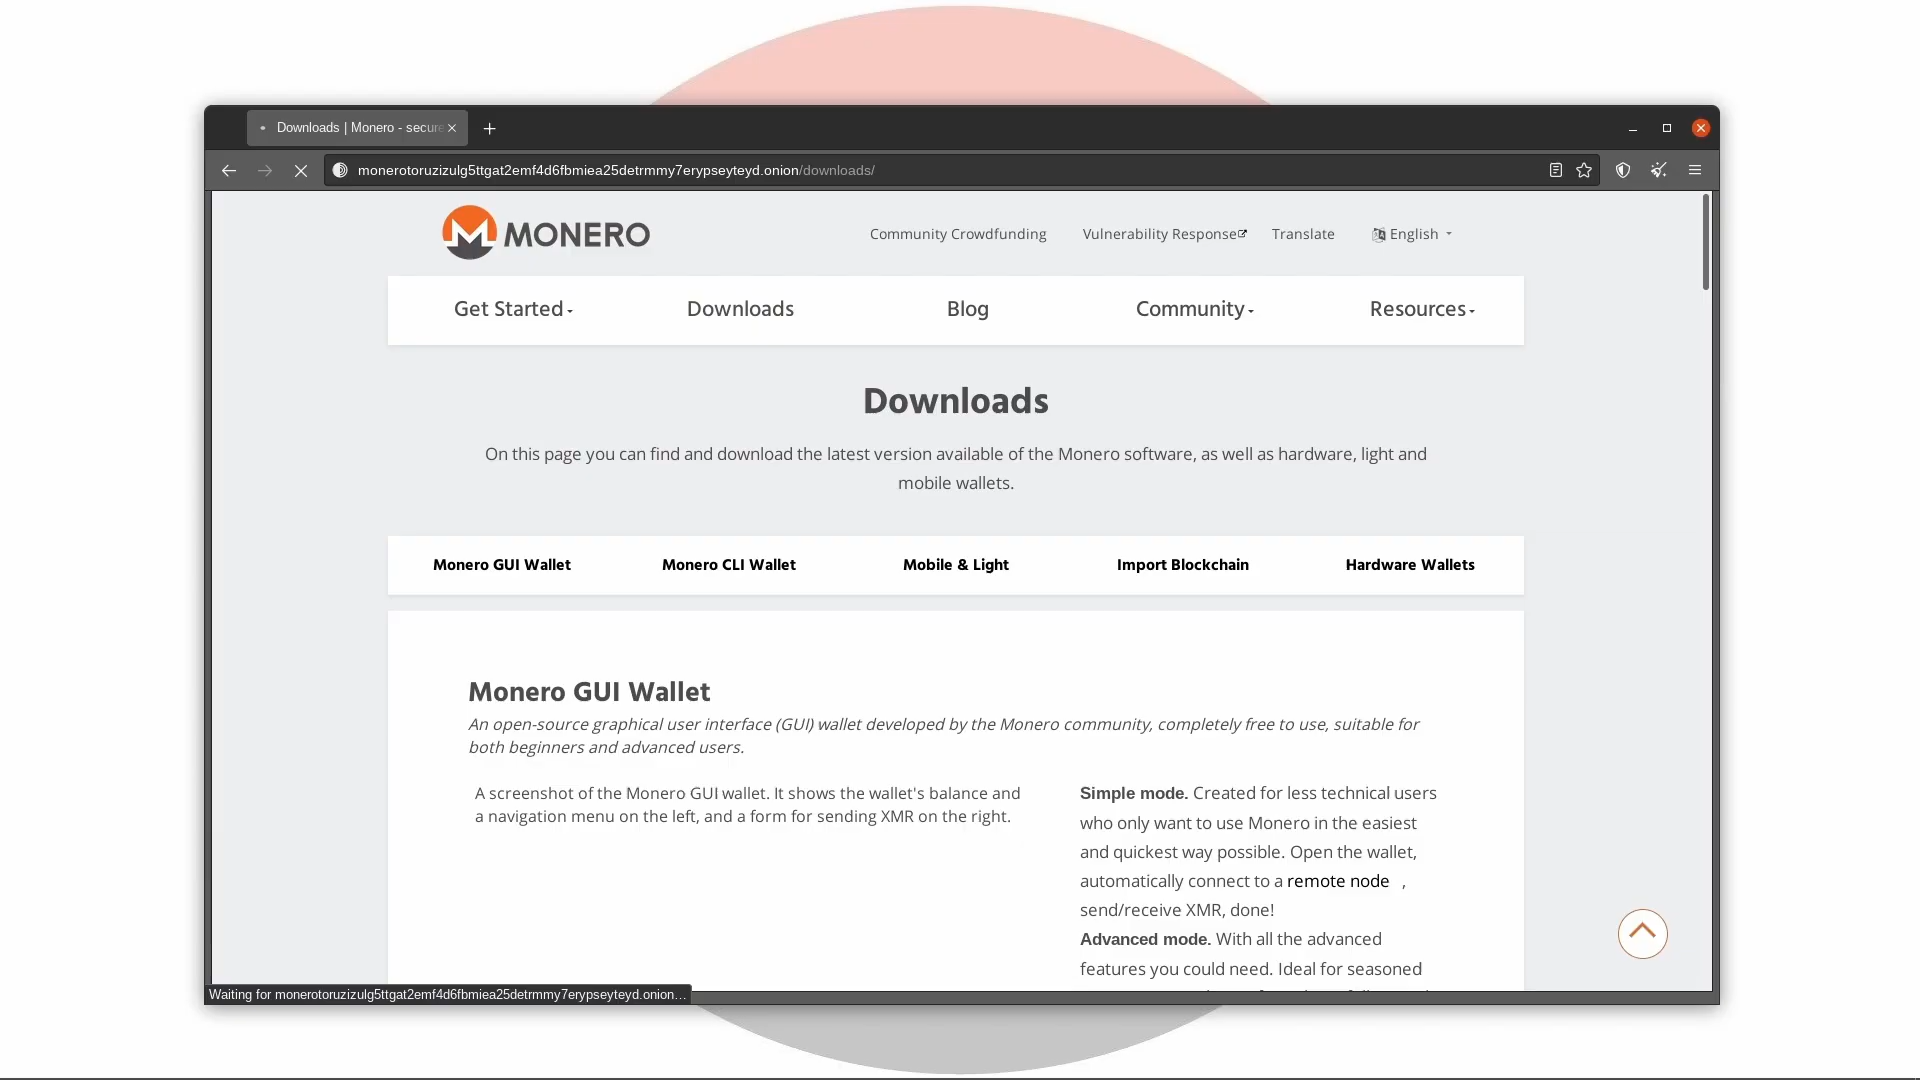 Downloads | Monero - secure
monerotoruzizulg5ttgat2emf4d6fbmiea25detrmmy7erypseyteyd.onion/downloads/
MONERO
Community Crowdfunding
Vulnerability Response
Translate
English
Get Started
Downloads
Blog
Community
Resources
Downloads
On this page you can find and download the latest version available of the Monero software, as well as hardware, light and
mobile wallets.
Monero GUI Wallet
Monero CLI Wallet
Mobile & Light
Import Blockchain
Hardware Wallets
Monero GUI Wallet
An open-source graphical user interface (GUI) wallet developed by the Monero community, completely free to use, suitable for
both beginners and advanced users.
A screenshot of the Monero GUI wallet. It shows the wallet's balance and
a navigation menu on the left, and a form for sending XMR on the right.
Simple mode. Created for less technical users
who only want to use Monero in the easiest
and quickest way possible. Open the wallet,
automatically connect to a remote node ,
send/receive XMR, done!
Advanced mode. With all the advanced
features you could need. Ideal for seasoned
Waiting for monerotoruzizulg5ttgat2emf4d6fbmiea25detrmmy7erypseyteyd.onion…